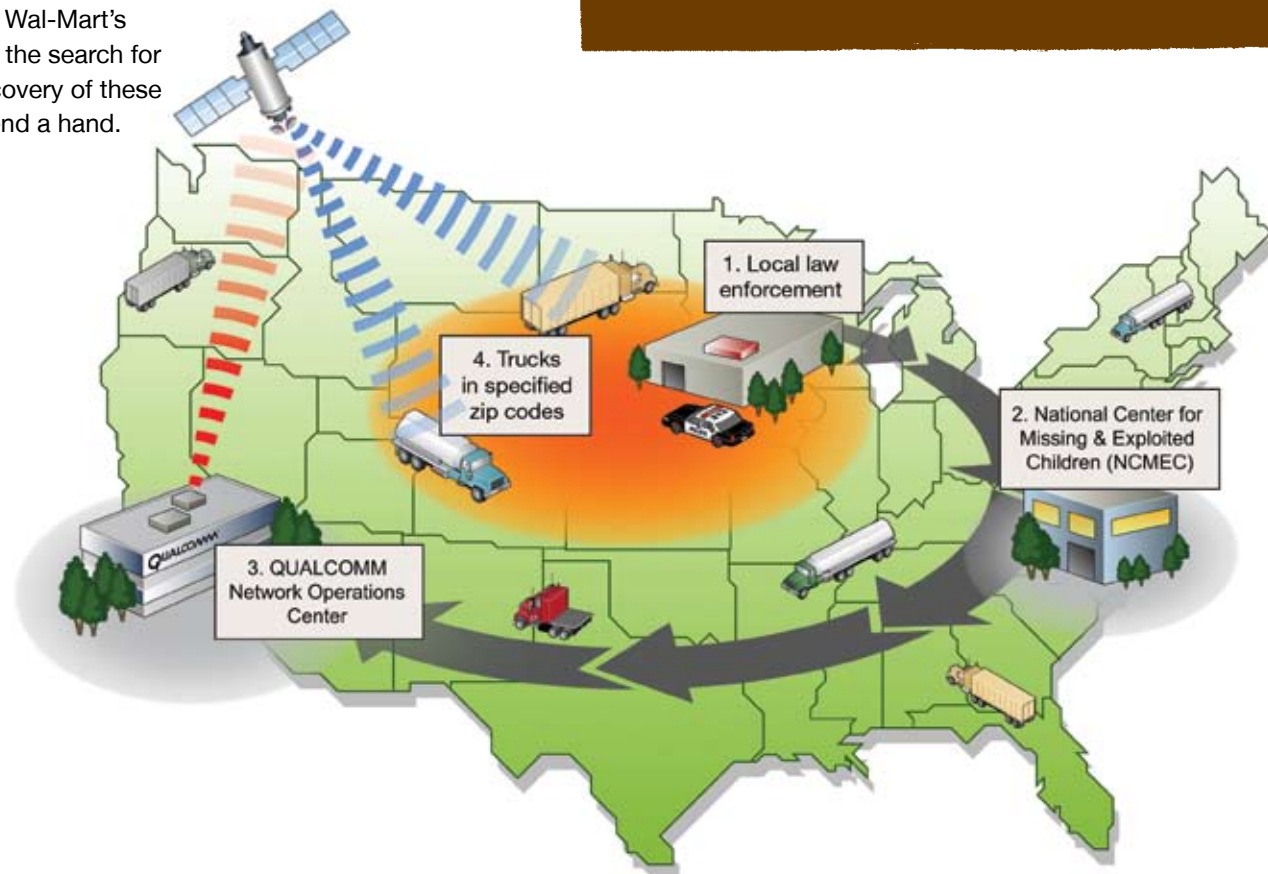 Wal-Mart's
the search for
covery of these
nd a hand.
1. Local law
enforcement
4. Trucks
in specified
zip codes
2. National Center for
Missing & Exploited
Children (NCMEC)
QUALCOMM
3. QUALCOMM
Network Operations
Center